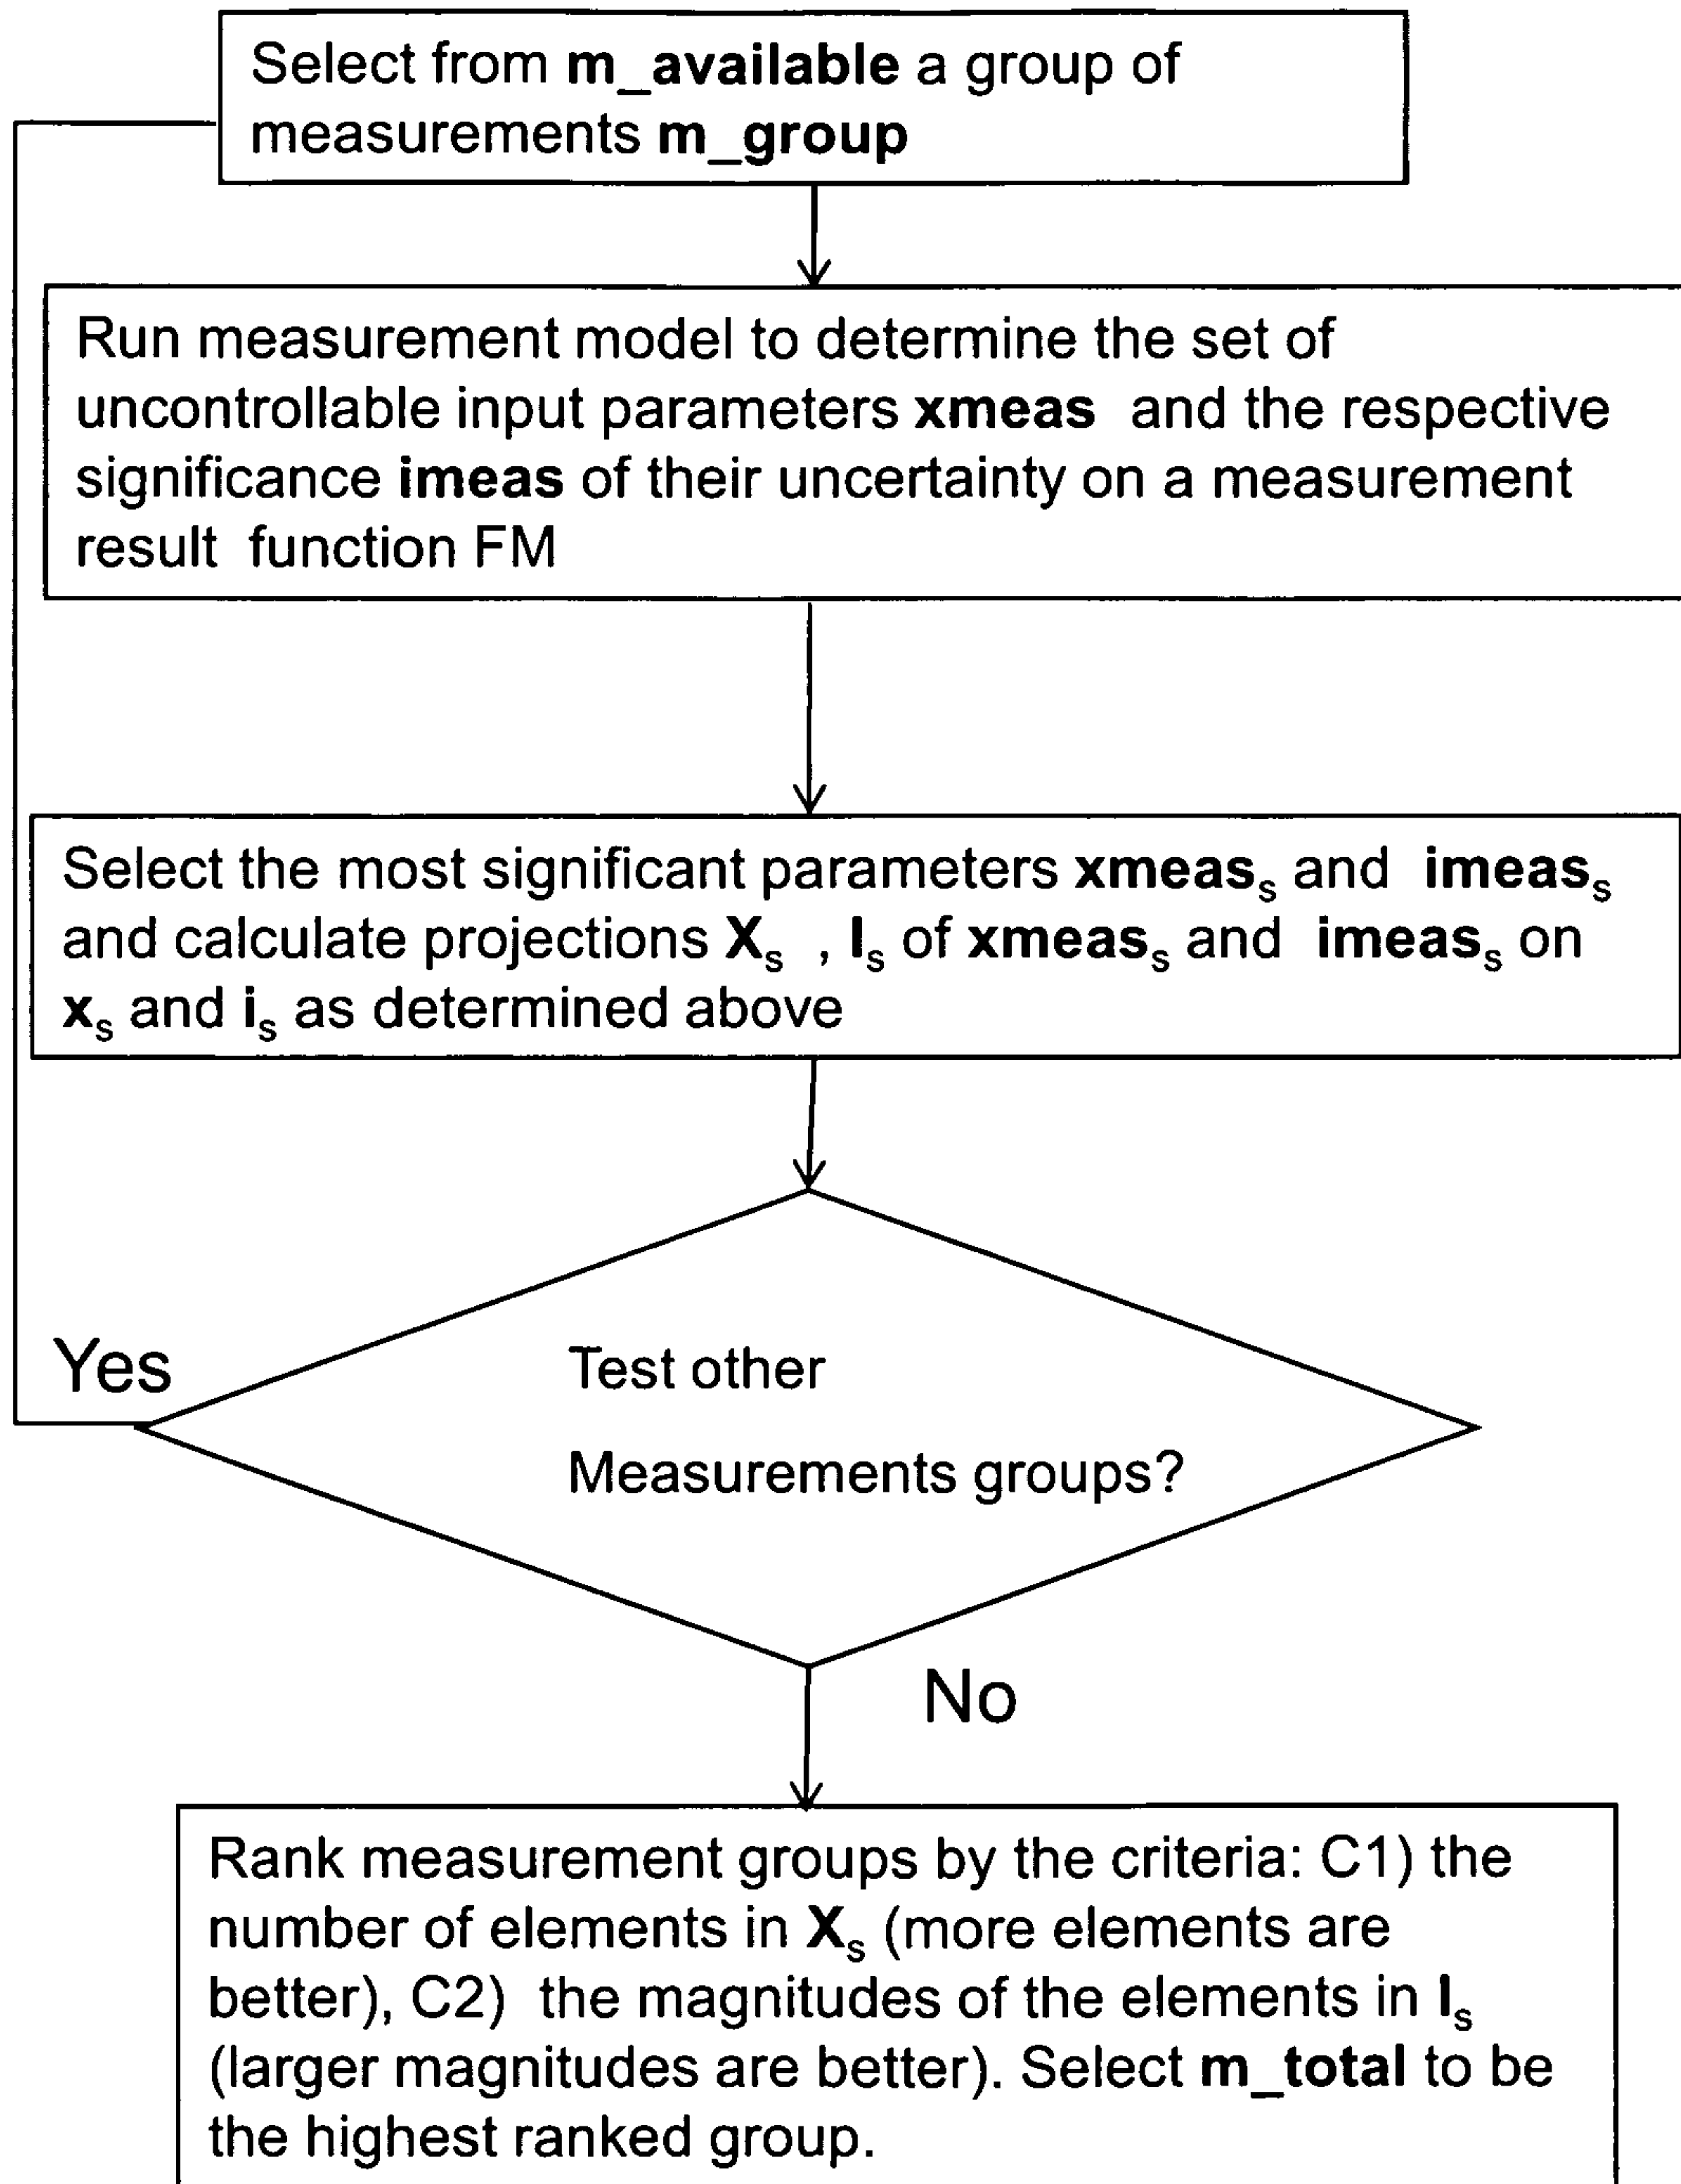 Select from m_available a group of
measurements m_group
Run measurement model to determine the set of
uncontrollable input parameters xmeas and the respective
significance imeas of their uncertainty on a measurement
result function FM
Select the most significant parameters xmeasₛ and imeasₛ
and calculate projections Xₛ , Iₛ of xmeasₛ and imeasₛ on
xₛ and iₛ as determined above
Yes
Test other
Measurements groups?
No
Rank measurement groups by the criteria: C1) the
number of elements in Xₛ (more elements are
better), C2) the magnitudes of the elements in Iₛ
(larger magnitudes are better). Select m_total to be
the highest ranked group.